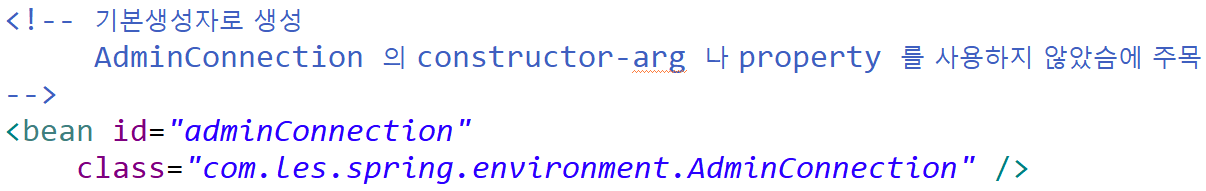 <!-- 기본생성자로 생성
AdminConnection 의 constructor-arg 나 property 를 사용하지 않았슴에 주목
-->
<bean id="adminConnection"
class="com.les.spring.environment.AdminConnection" />